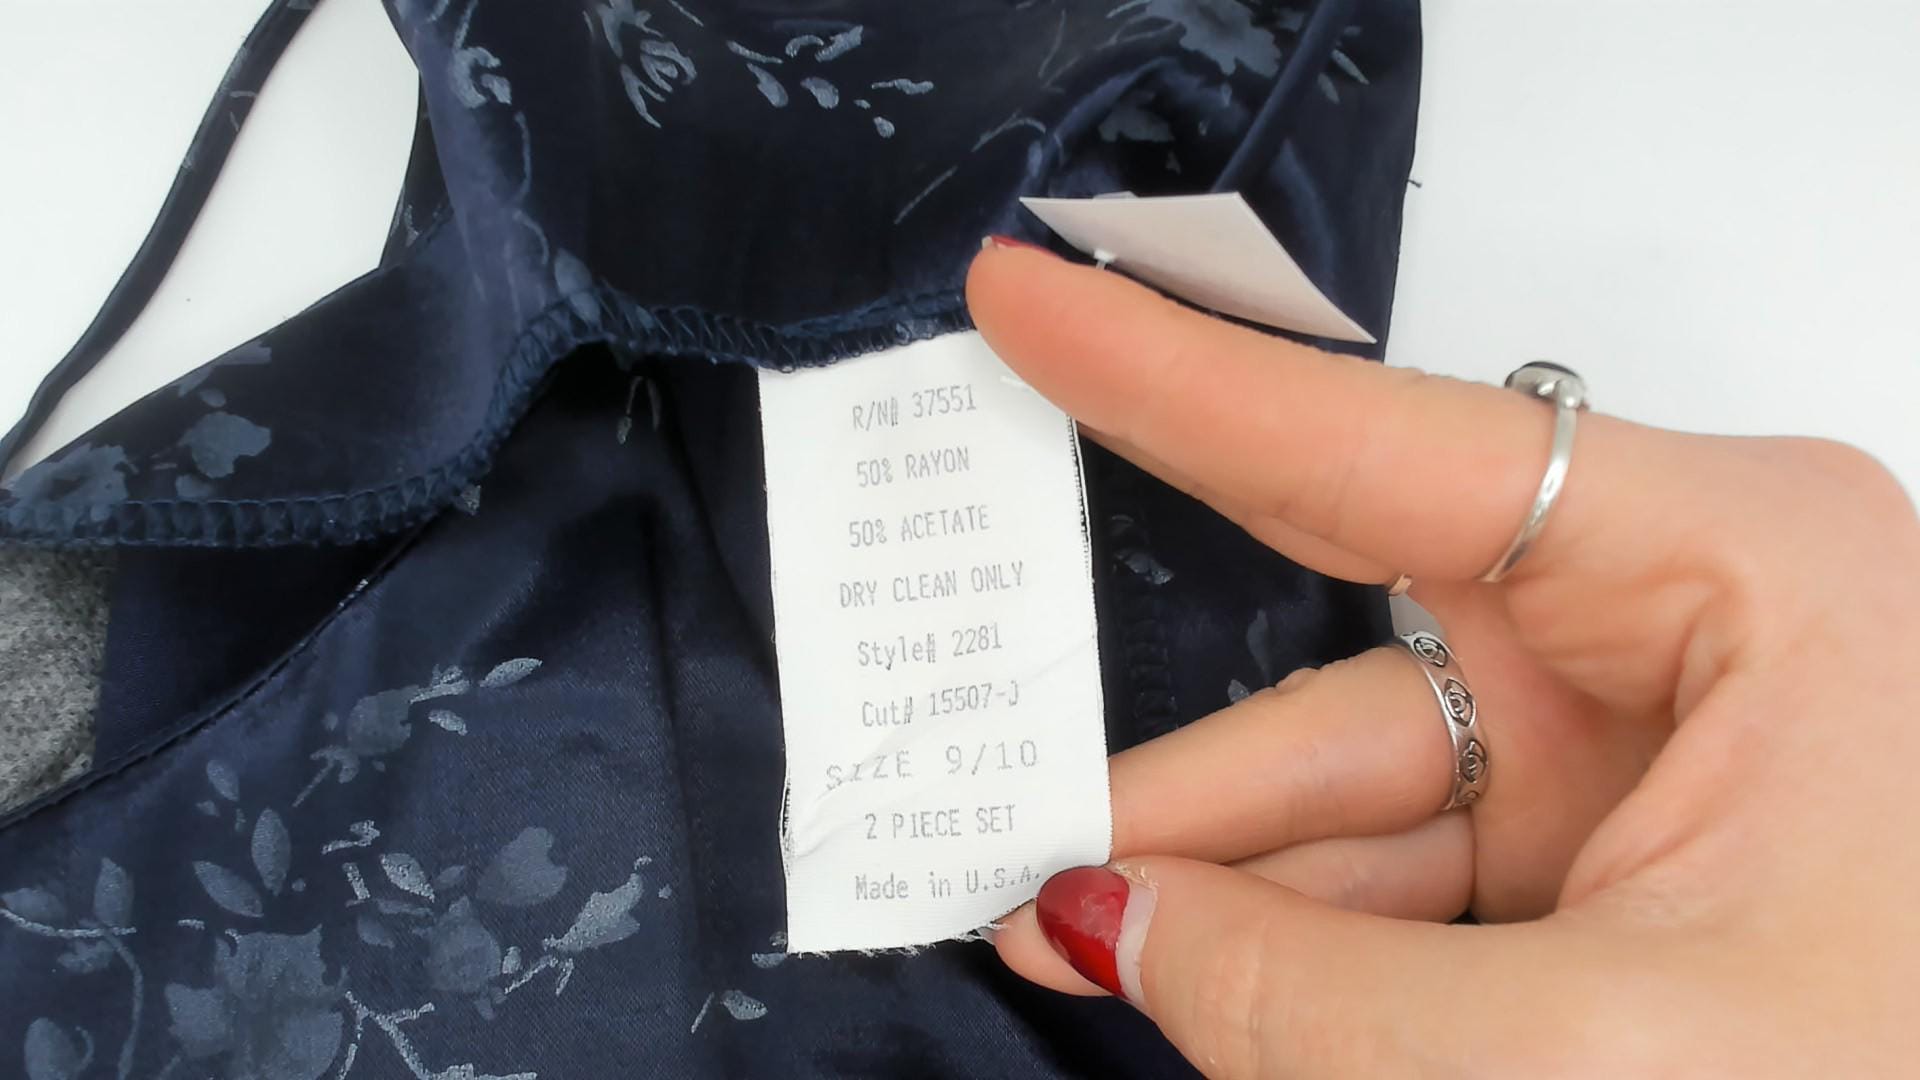 R/N# 37551
50% RAYON
50% ACETATE
DRY CLEAN ONLY
Style# 2281
Cut# 15507-J
SIZE 9/10
2 PIECE SET
Made in U.S.A.